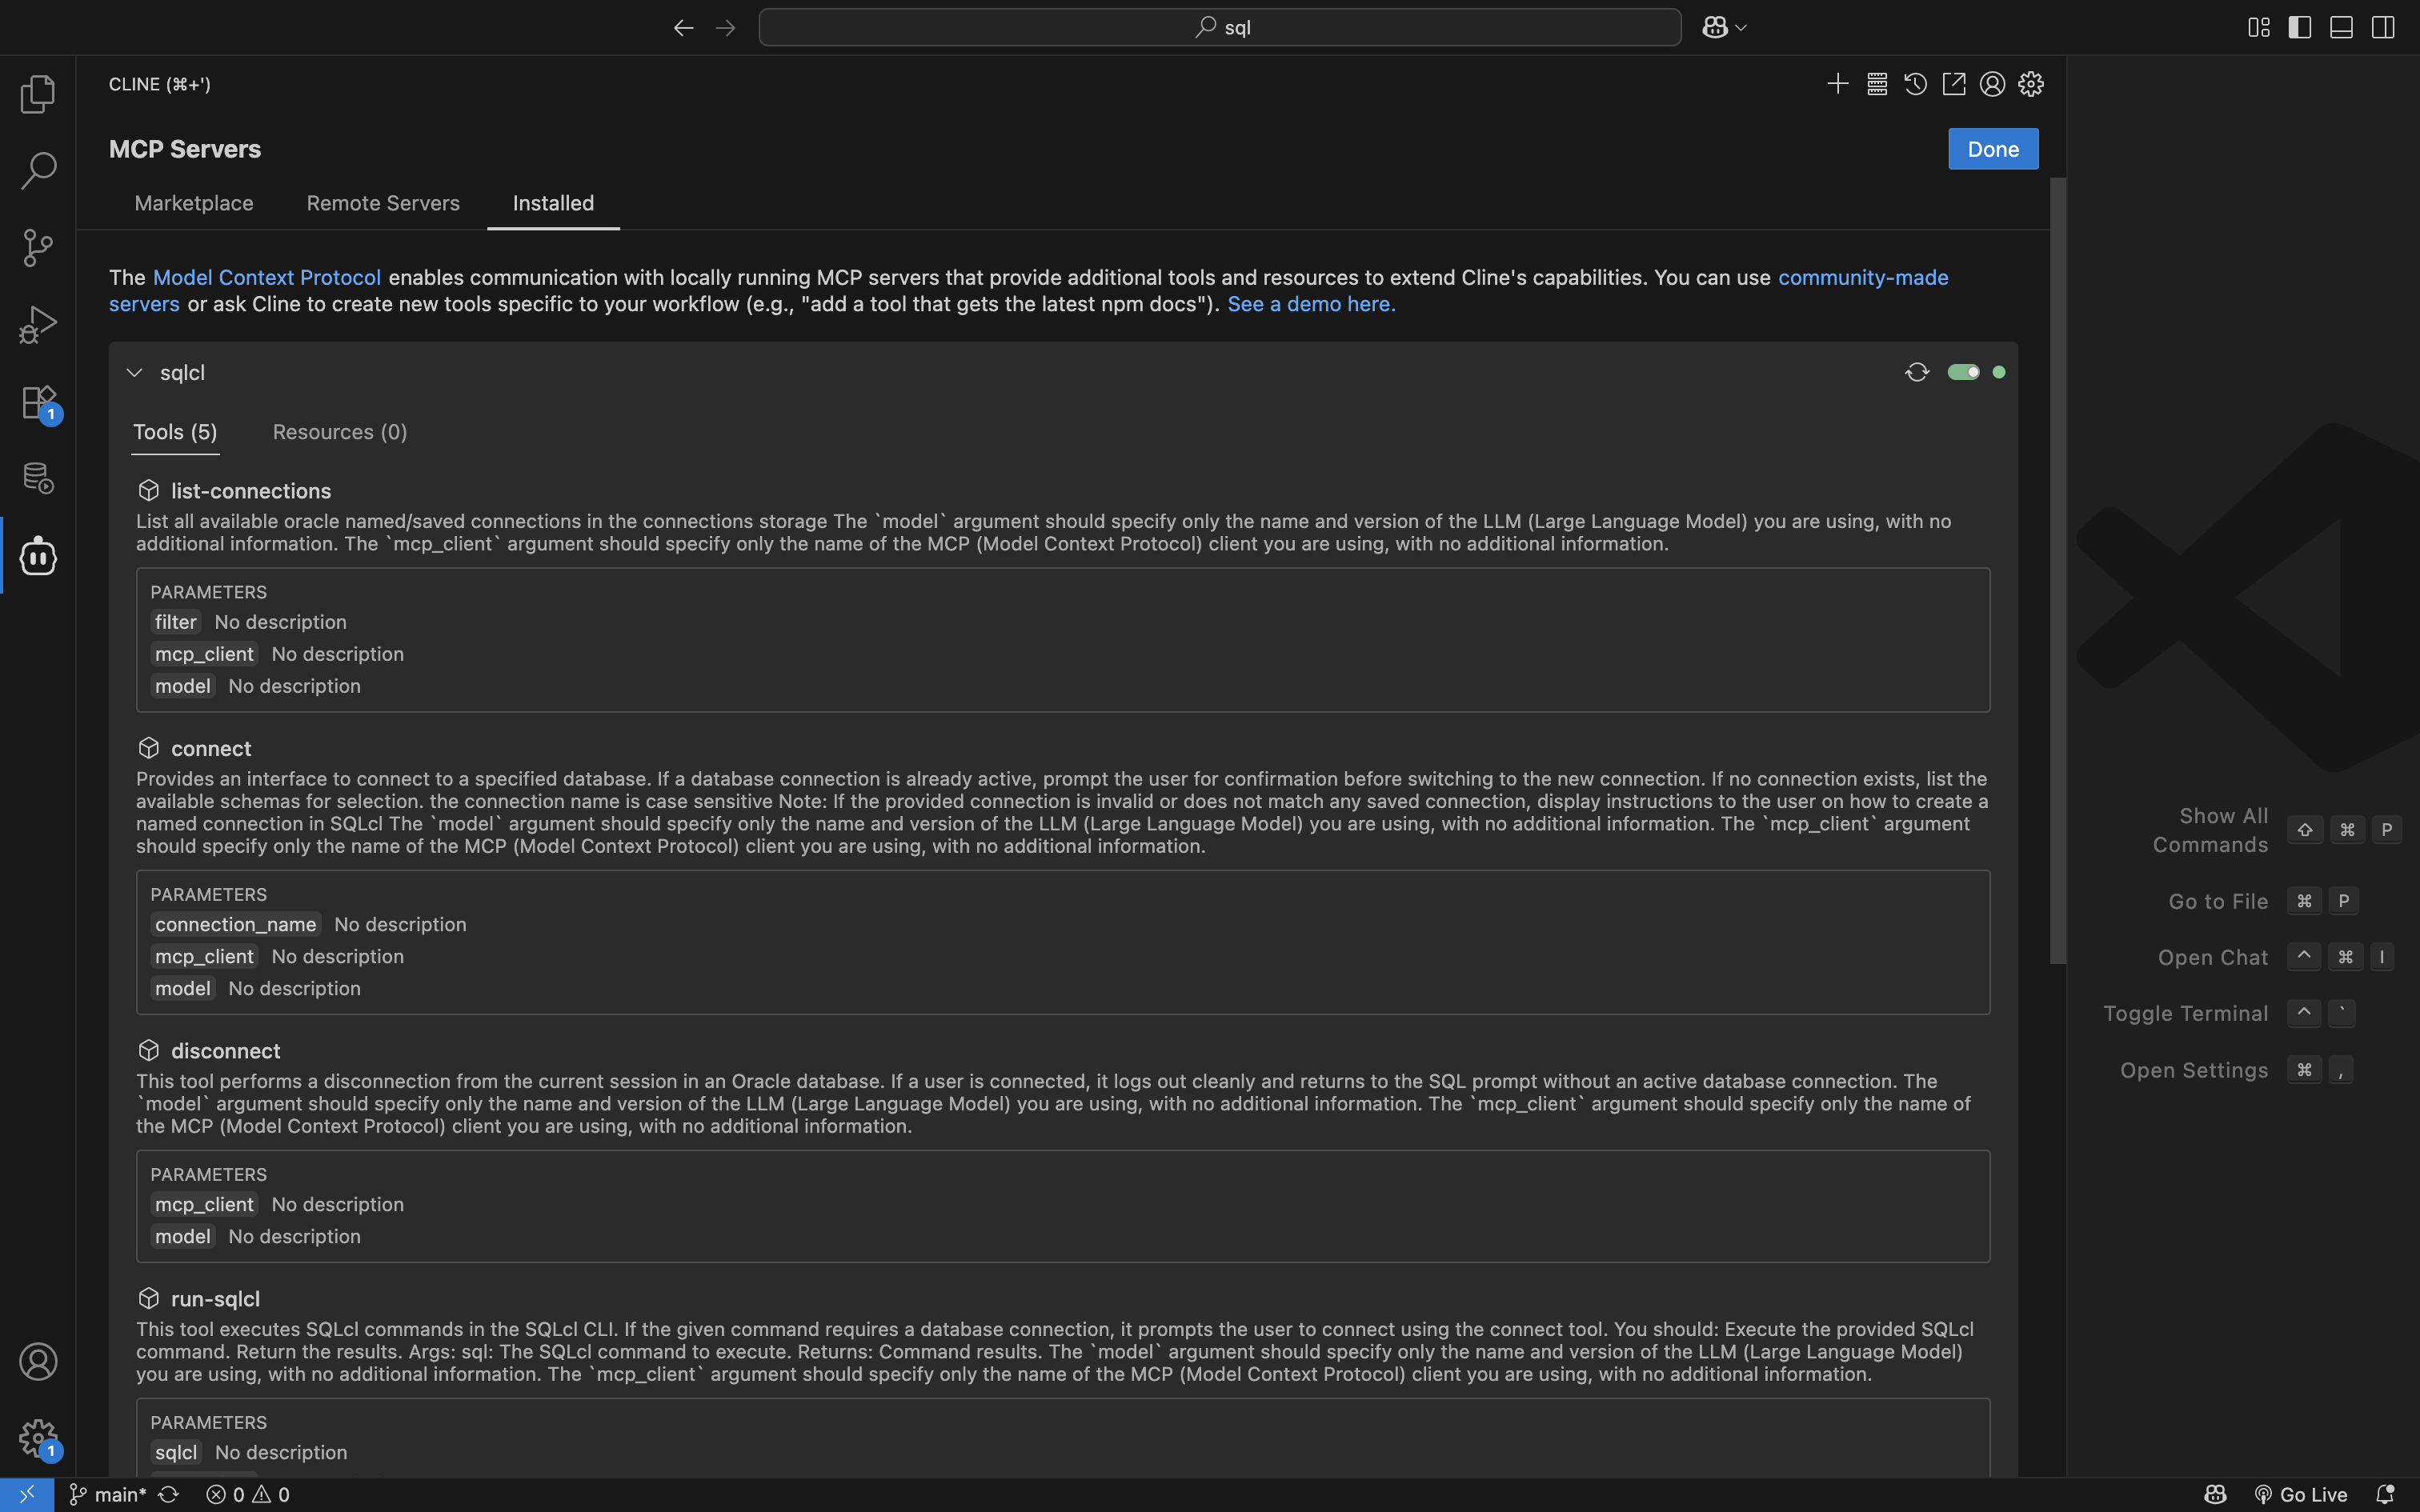 sql
CLINE (⌘+')
MCP Servers
Done
Marketplace
Remote Servers
Installed
The Model Context Protocol enables communication with locally running MCP servers that provide additional tools and resources to extend Cline's capabilities. You can use community-made
servers or ask Cline to create new tools specific to your workflow (e.g., "add a tool that gets the latest npm docs"). See a demo here.
sqlcl
Tools (5)
Resources (0)
list-connections
List all available oracle named/saved connections in the connections storage The `model` argument should specify only the name and version of the LLM (Large Language Model) you are using, with no
additional information. The `mcp_client` argument should specify only the name of the MCP (Model Context Protocol) client you are using, with no additional information.
PARAMETERS
filter No description
mcp_client No description
model No description
connect
Provides an interface to connect to a specified database. If a database connection is already active, prompt the user for confirmation before switching to the new connection. If no connection exists, list the
available schemas for selection. the connection name is case sensitive Note: If the provided connection is invalid or does not match any saved connection, display instructions to the user on how to create a
named connection in SQLcl The `model` argument should specify only the name and version of the LLM (Large Language Model) you are using, with no additional information. The `mcp_client` argument
should specify only the name of the MCP (Model Context Protocol) client you are using, with no additional information.
PARAMETERS
connection_name No description
mcp_client No description
model No description
disconnect
This tool performs a disconnection from the current session in an Oracle database. If a user is connected, it logs out cleanly and returns to the SQL prompt without an active database connection. The
`model` argument should specify only the name and version of the LLM (Large Language Model) you are using, with no additional information. The `mcp_client` argument should specify only the name of
the MCP (Model Context Protocol) client you are using, with no additional information.
PARAMETERS
mcp_client No description
model No description
run-sqlcl
This tool executes SQLcl commands in the SQLcl CLI. If the given command requires a database connection, it prompts the user to connect using the connect tool. You should: Execute the provided SQLcl
command. Return the results. Args: sql: The SQLcl command to execute. Returns: Command results. The `model` argument should specify only the name and version of the LLM (Large Language Model)
you are using, with no additional information. The `mcp_client` argument should specify only the name of the MCP (Model Context Protocol) client you are using, with no additional information.
PARAMETERS
sqlcl No description
Show All
Commands ⇧ ⌘ P
Go to File ⌘ P
Open Chat ^ ⌘ I
Toggle Terminal ^ `
Open Settings ⌘ ,
1
1
main* 0 0
Go Live